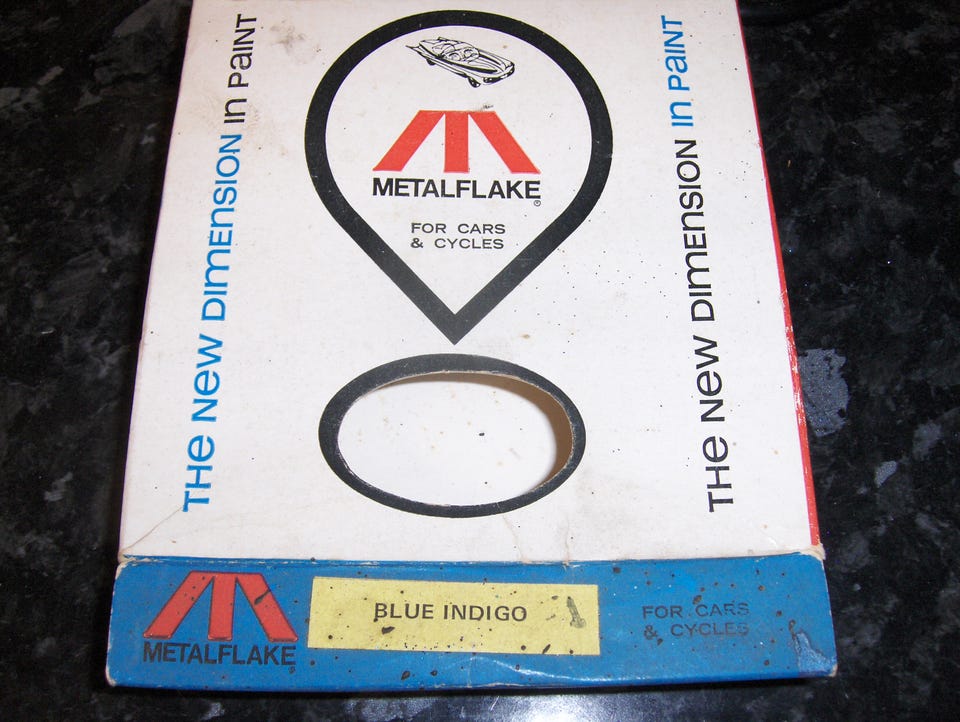 THE NEW DIMENSION IN PAINT
METALFLAKE®
FOR CARS
& CYCLES
THE NEW DIMENSION IN PAINT
METALFLAKE®
BLUE INDIGO
FOR CARS
& CYCLES